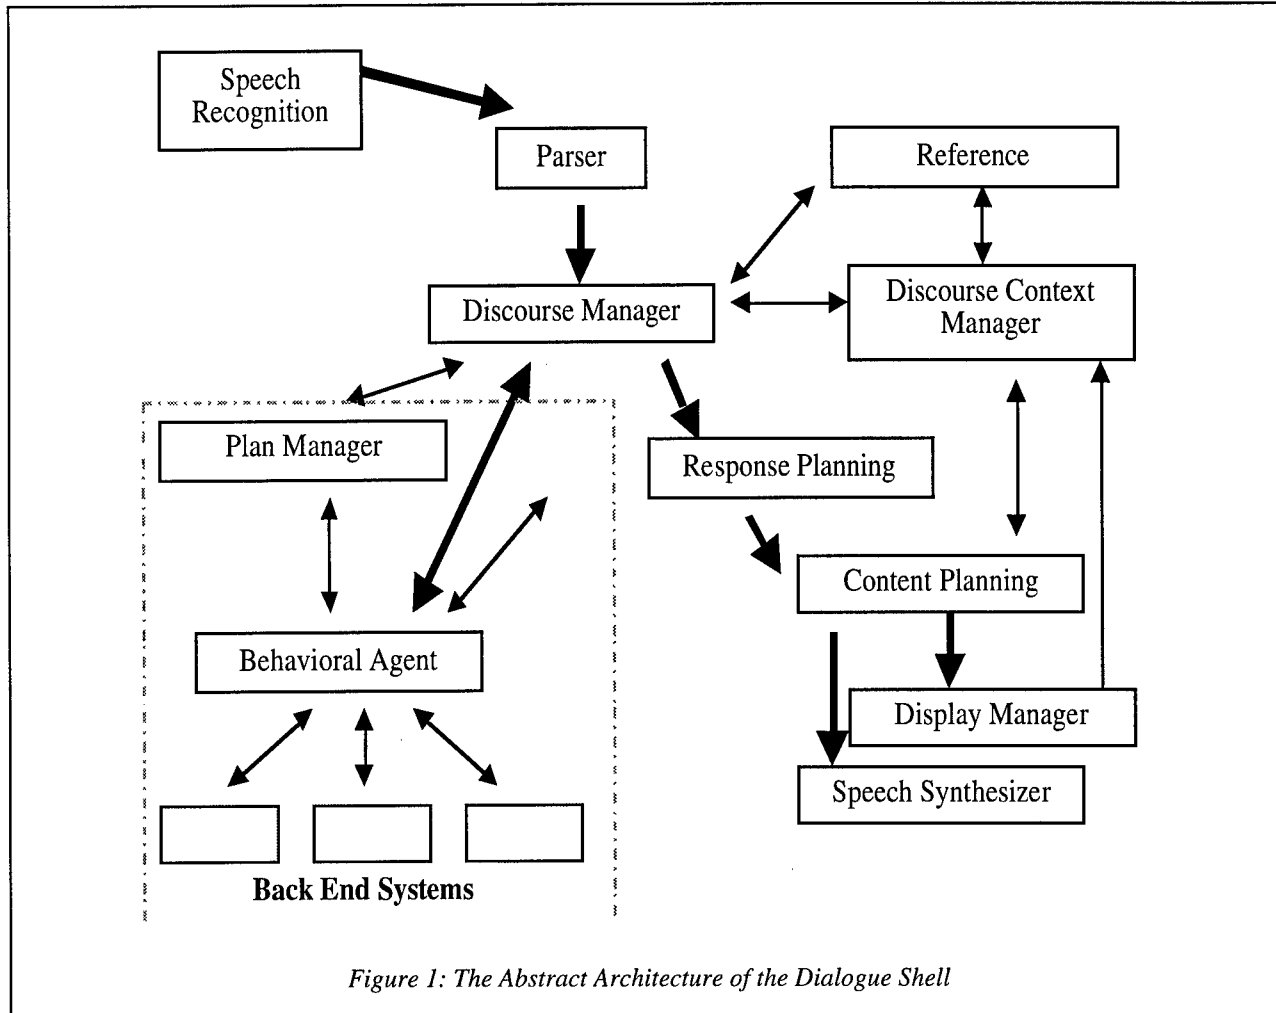 Speech
Recognition
Parser
Reference
Discourse Manager
Discourse Context
Manager
Plan Manager
Response Planning
Content Planning
Behavioral Agent
Display Manager
Speech Synthesizer
Back End Systems
Figure 1: The Abstract Architecture of the Dialogue Shell